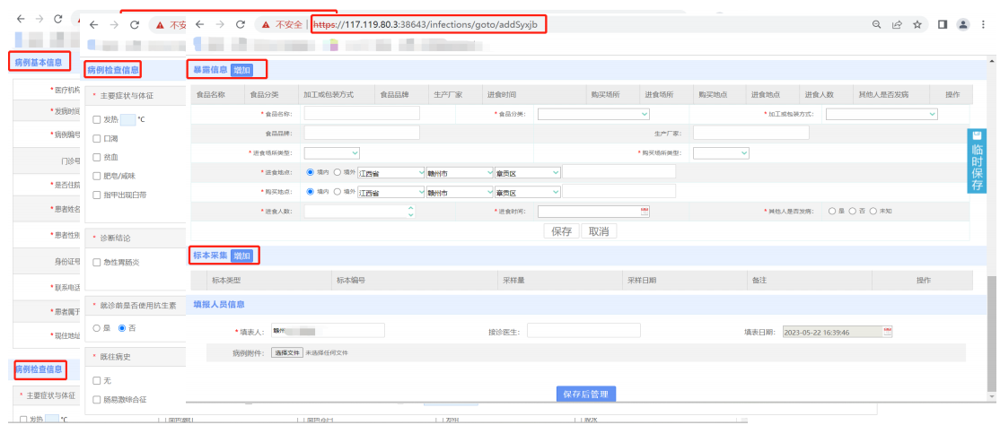 不安全 | https://117.119.80.3:38643/infections/goto/addSyxjb
不安
病例基本信息
* 医疗机构
* 发病时间
* 病例编号
门诊号
* 是否住院
* 患者姓名
* 患者性别
身份证号
* 联系电话
* 患者属于
* 现住地址
病例检查信息
* 主要症状与体征
发热 ℃
病例检查信息
* 主要症状与体征
发热 ℃
口渴
贫血
肥皂/咸味
指甲出现白带
* 诊断结论
急性胃肠炎
* 就诊前是否使用抗生素
是 否
* 既往病史
无
肠易激综合征
暴露信息 增加
食品名称 食品分类 加工或包装方式 食品品牌 生产厂家 进食时间 购买场所 进食场所 购买地点 进食地点 进食人数 其他人是否发病 操作
* 食品名称: * 食品分类: * 加工或包装方式:
食品品牌: 生产厂家:
* 进食场所类型: * 购买场所类型:
* 进食地点: 境内 境外 江西省 赣州市 章贡区
* 购买地点: 境内 境外 江西省 赣州市 章贡区
* 进食人数: * 进食时间: * 其他人是否发病: 是 否 未知
保存 取消
临时保存
标本采集 增加
标本类型 标本编号 采样量 采样日期 备注 操作
填报人员信息
* 填表人: 赣州 接诊医生: 填表日期: 2023-05-22 16:39:46
病例附件: 选择文件 未选择任何文件
保存后管理